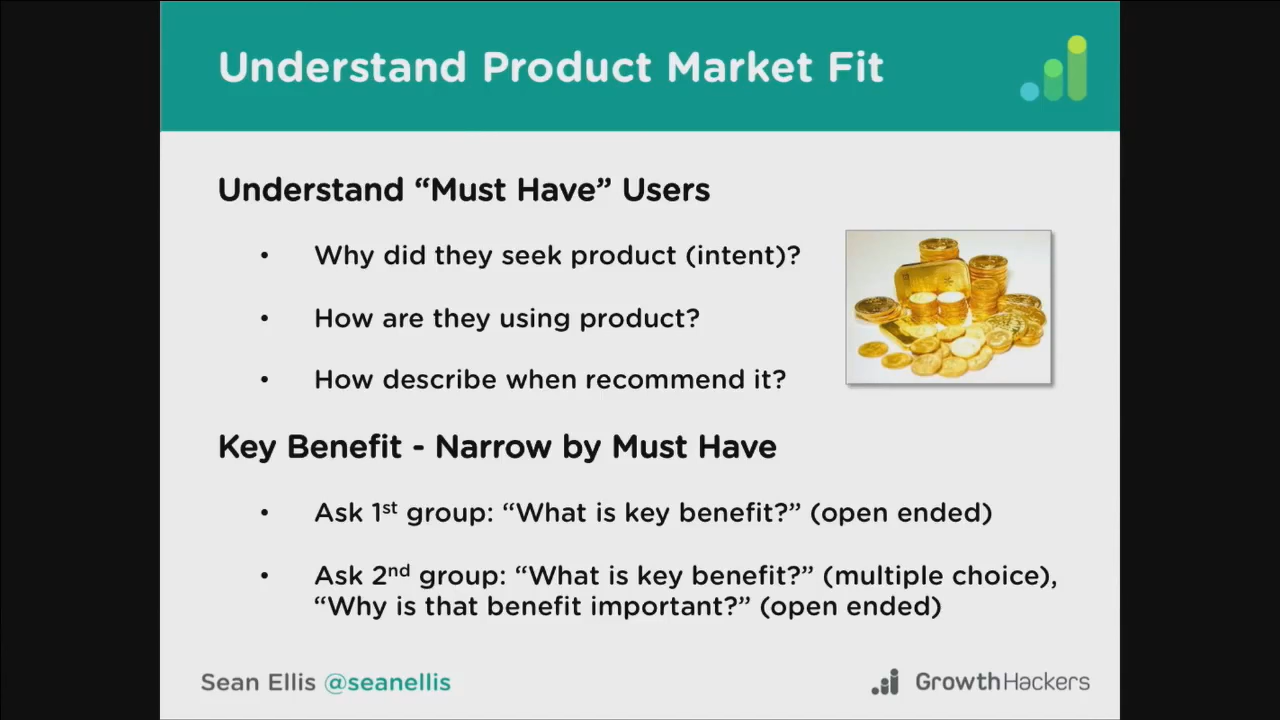 Understand Product Market Fit
Understand “Must Have” Users
• Why did they seek product (intent)?
• How are they using product?
• How describe when recommend it?
Key Benefit - Narrow by Must Have
• Ask 1st group: “What is key benefit?” (open ended)
• Ask 2nd group: “What is key benefit?” (multiple choice),
“Why is that benefit important?” (open ended)
Sean Ellis @seanellis
GrowthHackers